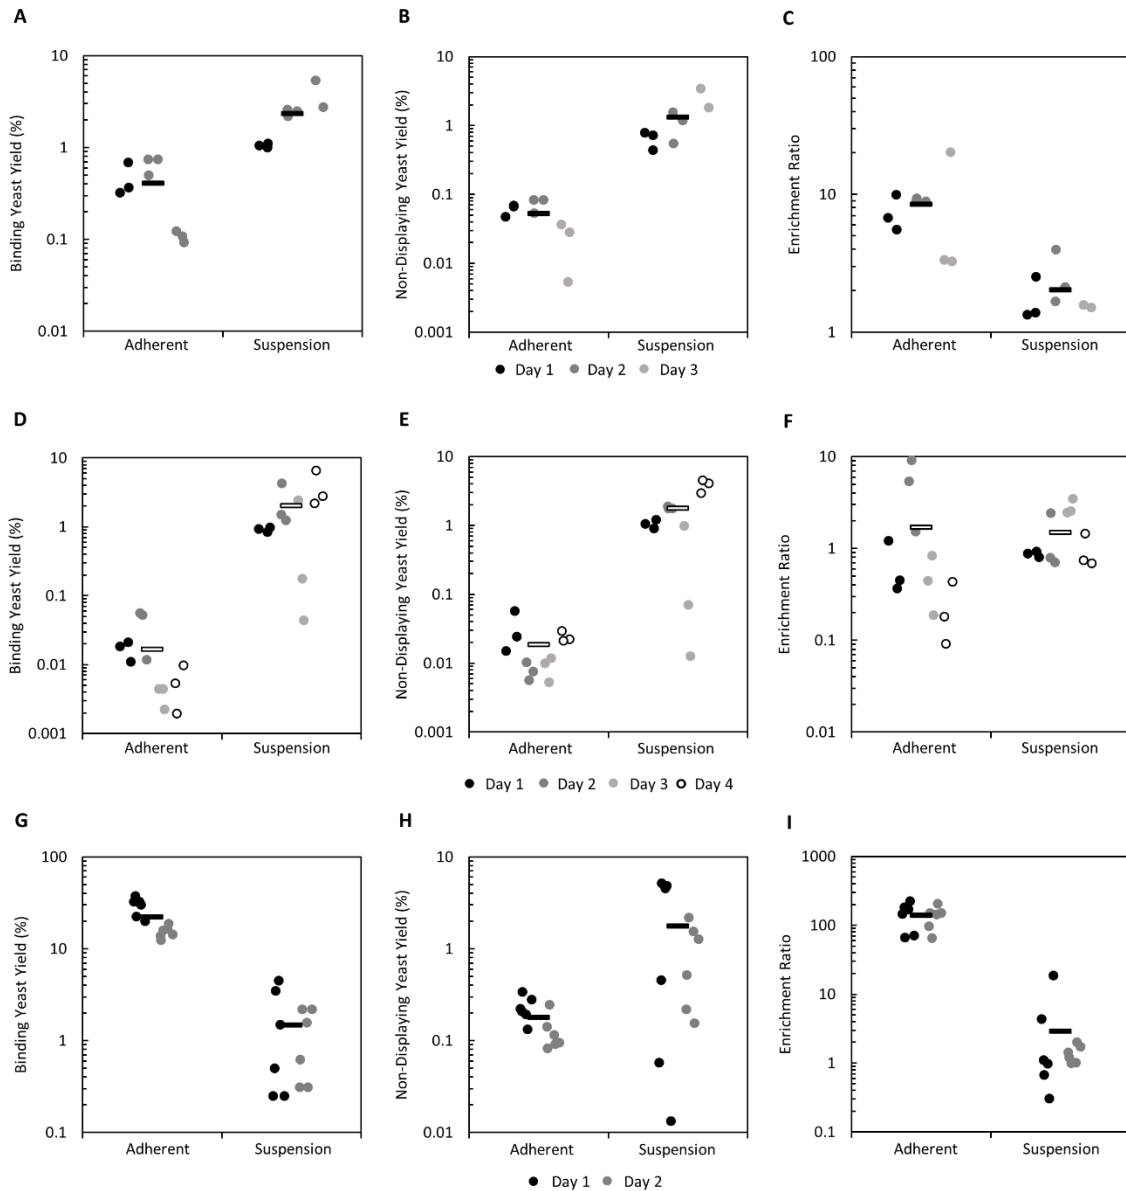 A
B
C
Binding Yeast Yield (%)
10
1
0.1
0.01
Adherent
Suspension
Non-Displaying Yeast Yield (%)
10
1
0.1
0.01
0.001
Adherent
Suspension
Enrichment Ratio
100
10
1
Adherent
Suspension
Day 1
Day 2
Day 3
D
E
F
Binding Yeast Yield (%)
10
1
0.1
0.01
0.001
Adherent
Suspension
Non-Displaying Yeast Yield (%)
10
1
0.1
0.01
0.001
Adherent
Suspension
Enrichment Ratio
10
1
0.1
0.01
Adherent
Suspension
Day 1
Day 2
Day 3
Day 4
G
H
I
Binding Yeast Yield (%)
100
10
1
0.1
Adherent
Suspension
Non-Displaying Yeast Yield (%)
10
1
0.1
0.01
Adherent
Suspension
Enrichment Ratio
1000
100
10
1
0.1
Adherent
Suspension
Day 1
Day 2